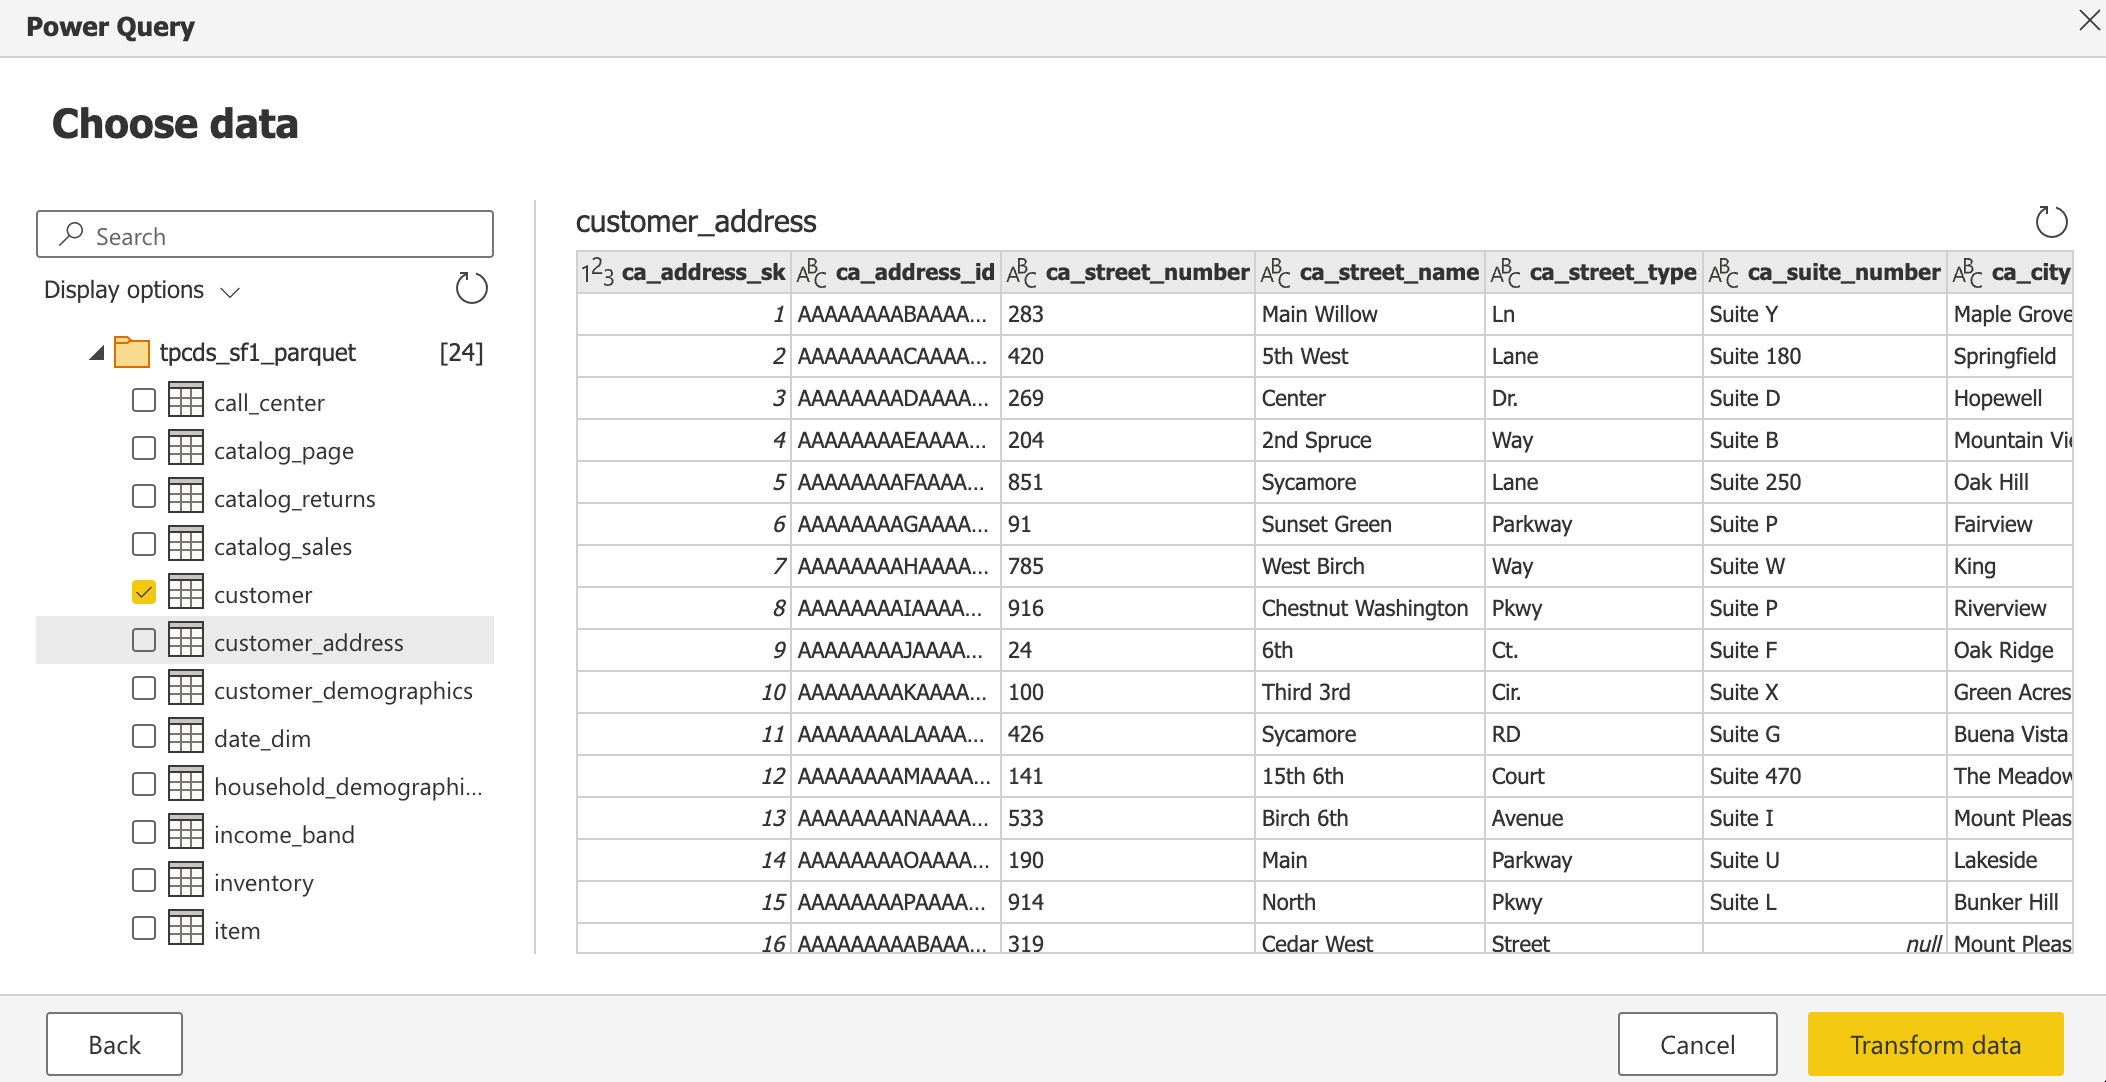 Power Query
Choose data
Search
Display options
tpcds_sf1_parquet [24]
call_center
catalog_page
catalog_returns
catalog_sales
customer
customer_address
customer_demographics
date_dim
household_demographi...
income_band
inventory
item
customer_address
123 ca_address_sk ABC ca_address_id ABC ca_street_number ABC ca_street_name ABC ca_street_type ABC ca_suite_number ABC ca_city
1 AAAAAAAABAAAA... 283 Main Willow Ln Suite Y Maple Grove
2 AAAAAAAACAAAA... 420 5th West Lane Suite 180 Springfield
3 AAAAAAAADAAAA... 269 Center Dr. Suite D Hopewell
4 AAAAAAAAEAAAA... 204 2nd Spruce Way Suite B Mountain Vi
5 AAAAAAAAFAAAA... 851 Sycamore Lane Suite 250 Oak Hill
6 AAAAAAAAGAAAA... 91 Sunset Green Parkway Suite P Fairview
7 AAAAAAAAHAAAA... 785 West Birch Way Suite W King
8 AAAAAAAAIAAAA... 916 Chestnut Washington Pkwy Suite P Riverview
9 AAAAAAAAJAAAA... 24 6th Ct. Suite F Oak Ridge
10 AAAAAAAAKAAAA... 100 Third 3rd Cir. Suite X Green Acres
11 AAAAAAAALAAAA... 426 Sycamore RD Suite G Buena Vista
12 AAAAAAAAMAAAA... 141 15th 6th Court Suite 470 The Meadow
13 AAAAAAAANAAAA... 533 Birch 6th Avenue Suite I Mount Pleas
14 AAAAAAAAOAAAA... 190 Main Parkway Suite U Lakeside
15 AAAAAAAAPAAAA... 914 North Pkwy Suite L Bunker Hill
16 AAAAAAAAABAAA... 319 Cedar West Street null Mount Pleas
Back
Cancel
Transform data